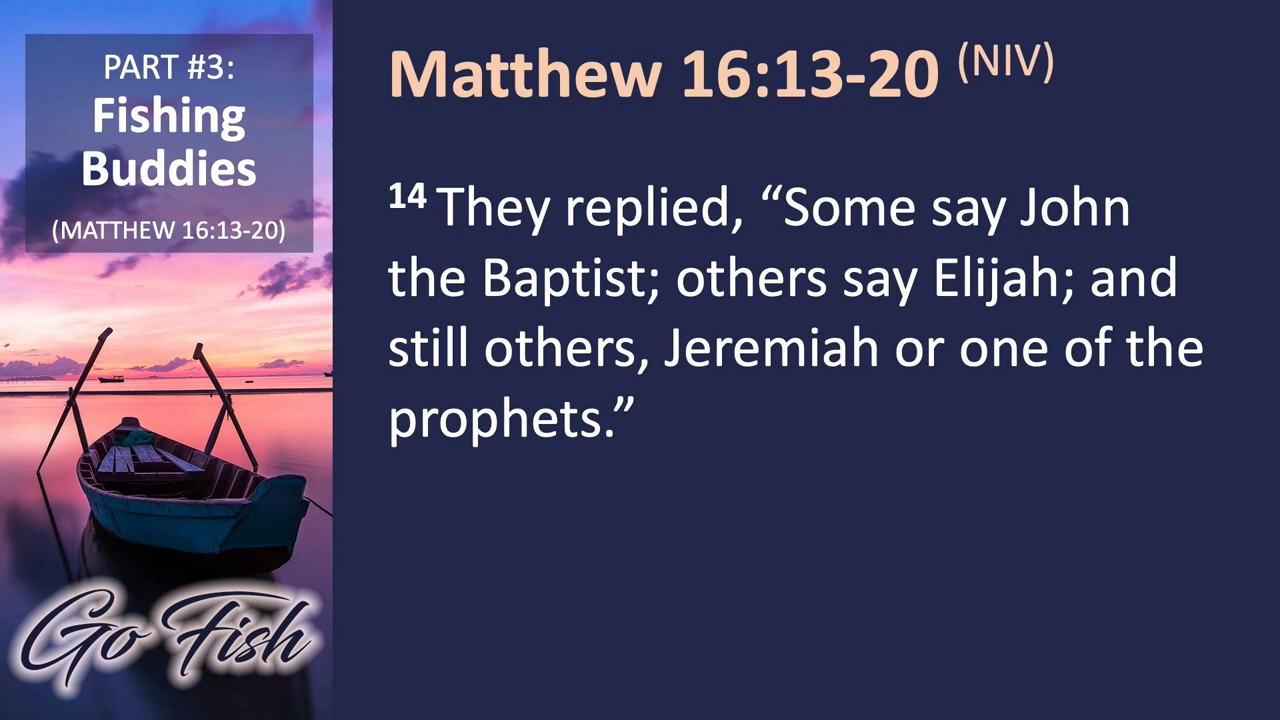 PART #3:
Fishing
Buddies
(MATTHEW 16:13-20)
Go Fish
Matthew 16:13-20 (NIV)
14 They replied, “Some say John
the Baptist; others say Elijah; and
still others, Jeremiah or one of the
prophets.”